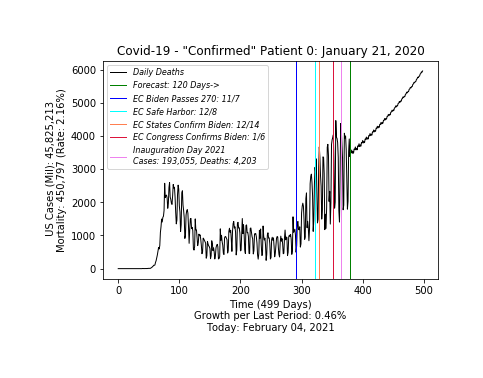 Covid-19 - "Confirmed" Patient 0: January 21, 2020
Daily Deaths
Forecast: 120 Days->
EC Biden Passes 270: 11/7
EC Safe Harbor: 12/8
EC States Confirm Biden: 12/14
EC Congress Confirms Biden: 1/6
Inauguration Day 2021
Cases: 193,055, Deaths: 4,203
US Cases (Mil): 45,825,213
Mortality: 450,797 (Rate: 2.16%)
6000
5000
4000
3000
2000
1000
0
0 100 200 300 400 500
Time (499 Days)
Growth per Last Period: 0.46%
Today: February 04, 2021